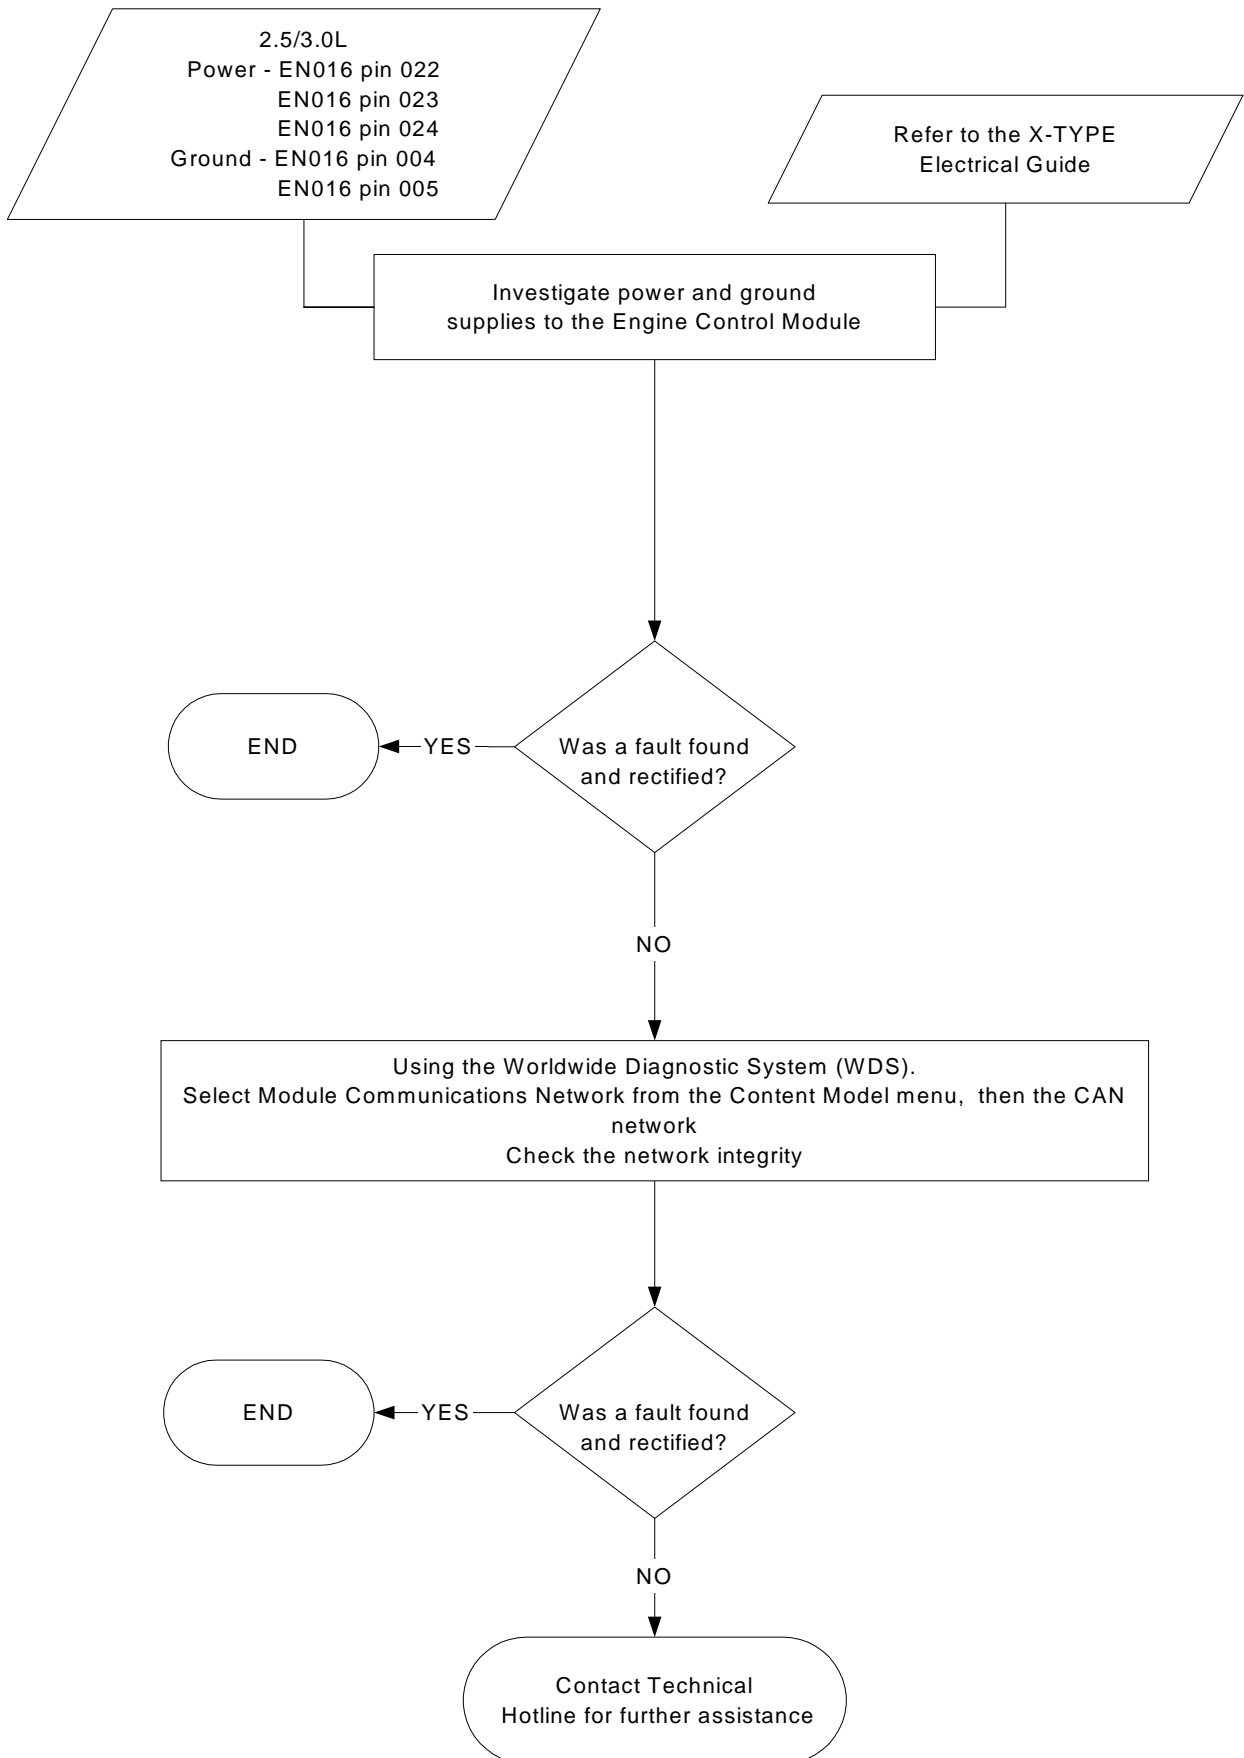 2.5/3.0L
Power - EN016 pin 022
EN016 pin 023
EN016 pin 024
Ground - EN016 pin 004
EN016 pin 005
Refer to the X-TYPE
Electrical Guide
Investigate power and ground
supplies to the Engine Control Module
Was a fault found
and rectified?
YES
END
NO
Using the Worldwide Diagnostic System (WDS).
Select Module Communications Network from the Content Model menu, then the CAN
network
Check the network integrity
Was a fault found
and rectified?
YES
END
NO
Contact Technical
Hotline for further assistance